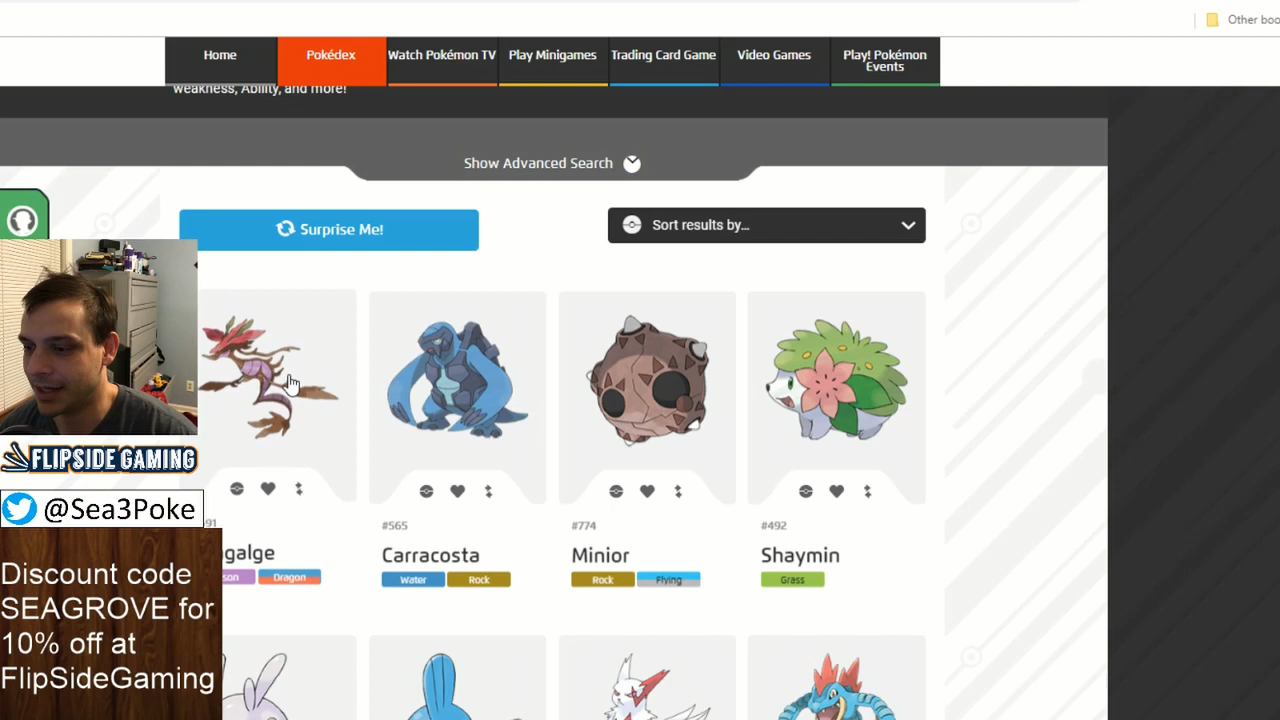 Other boo
Home
Pokédex
Watch Pokémon TV
Play Minigames
Trading Card Game
Video Games
Play! Pokémon
Events
weakness, Ability, and more!
Show Advanced Search
Surprise Me!
Sort results by...
FLIPSIDE GAMING
@Sea3Poke
Discount code
SEAGROVE for
10% off at
FlipSideGaming
91
galge
son
Dragon
#565
Carracosta
Water
Rock
#774
Minior
Rock
Flying
#492
Shaymin
Grass